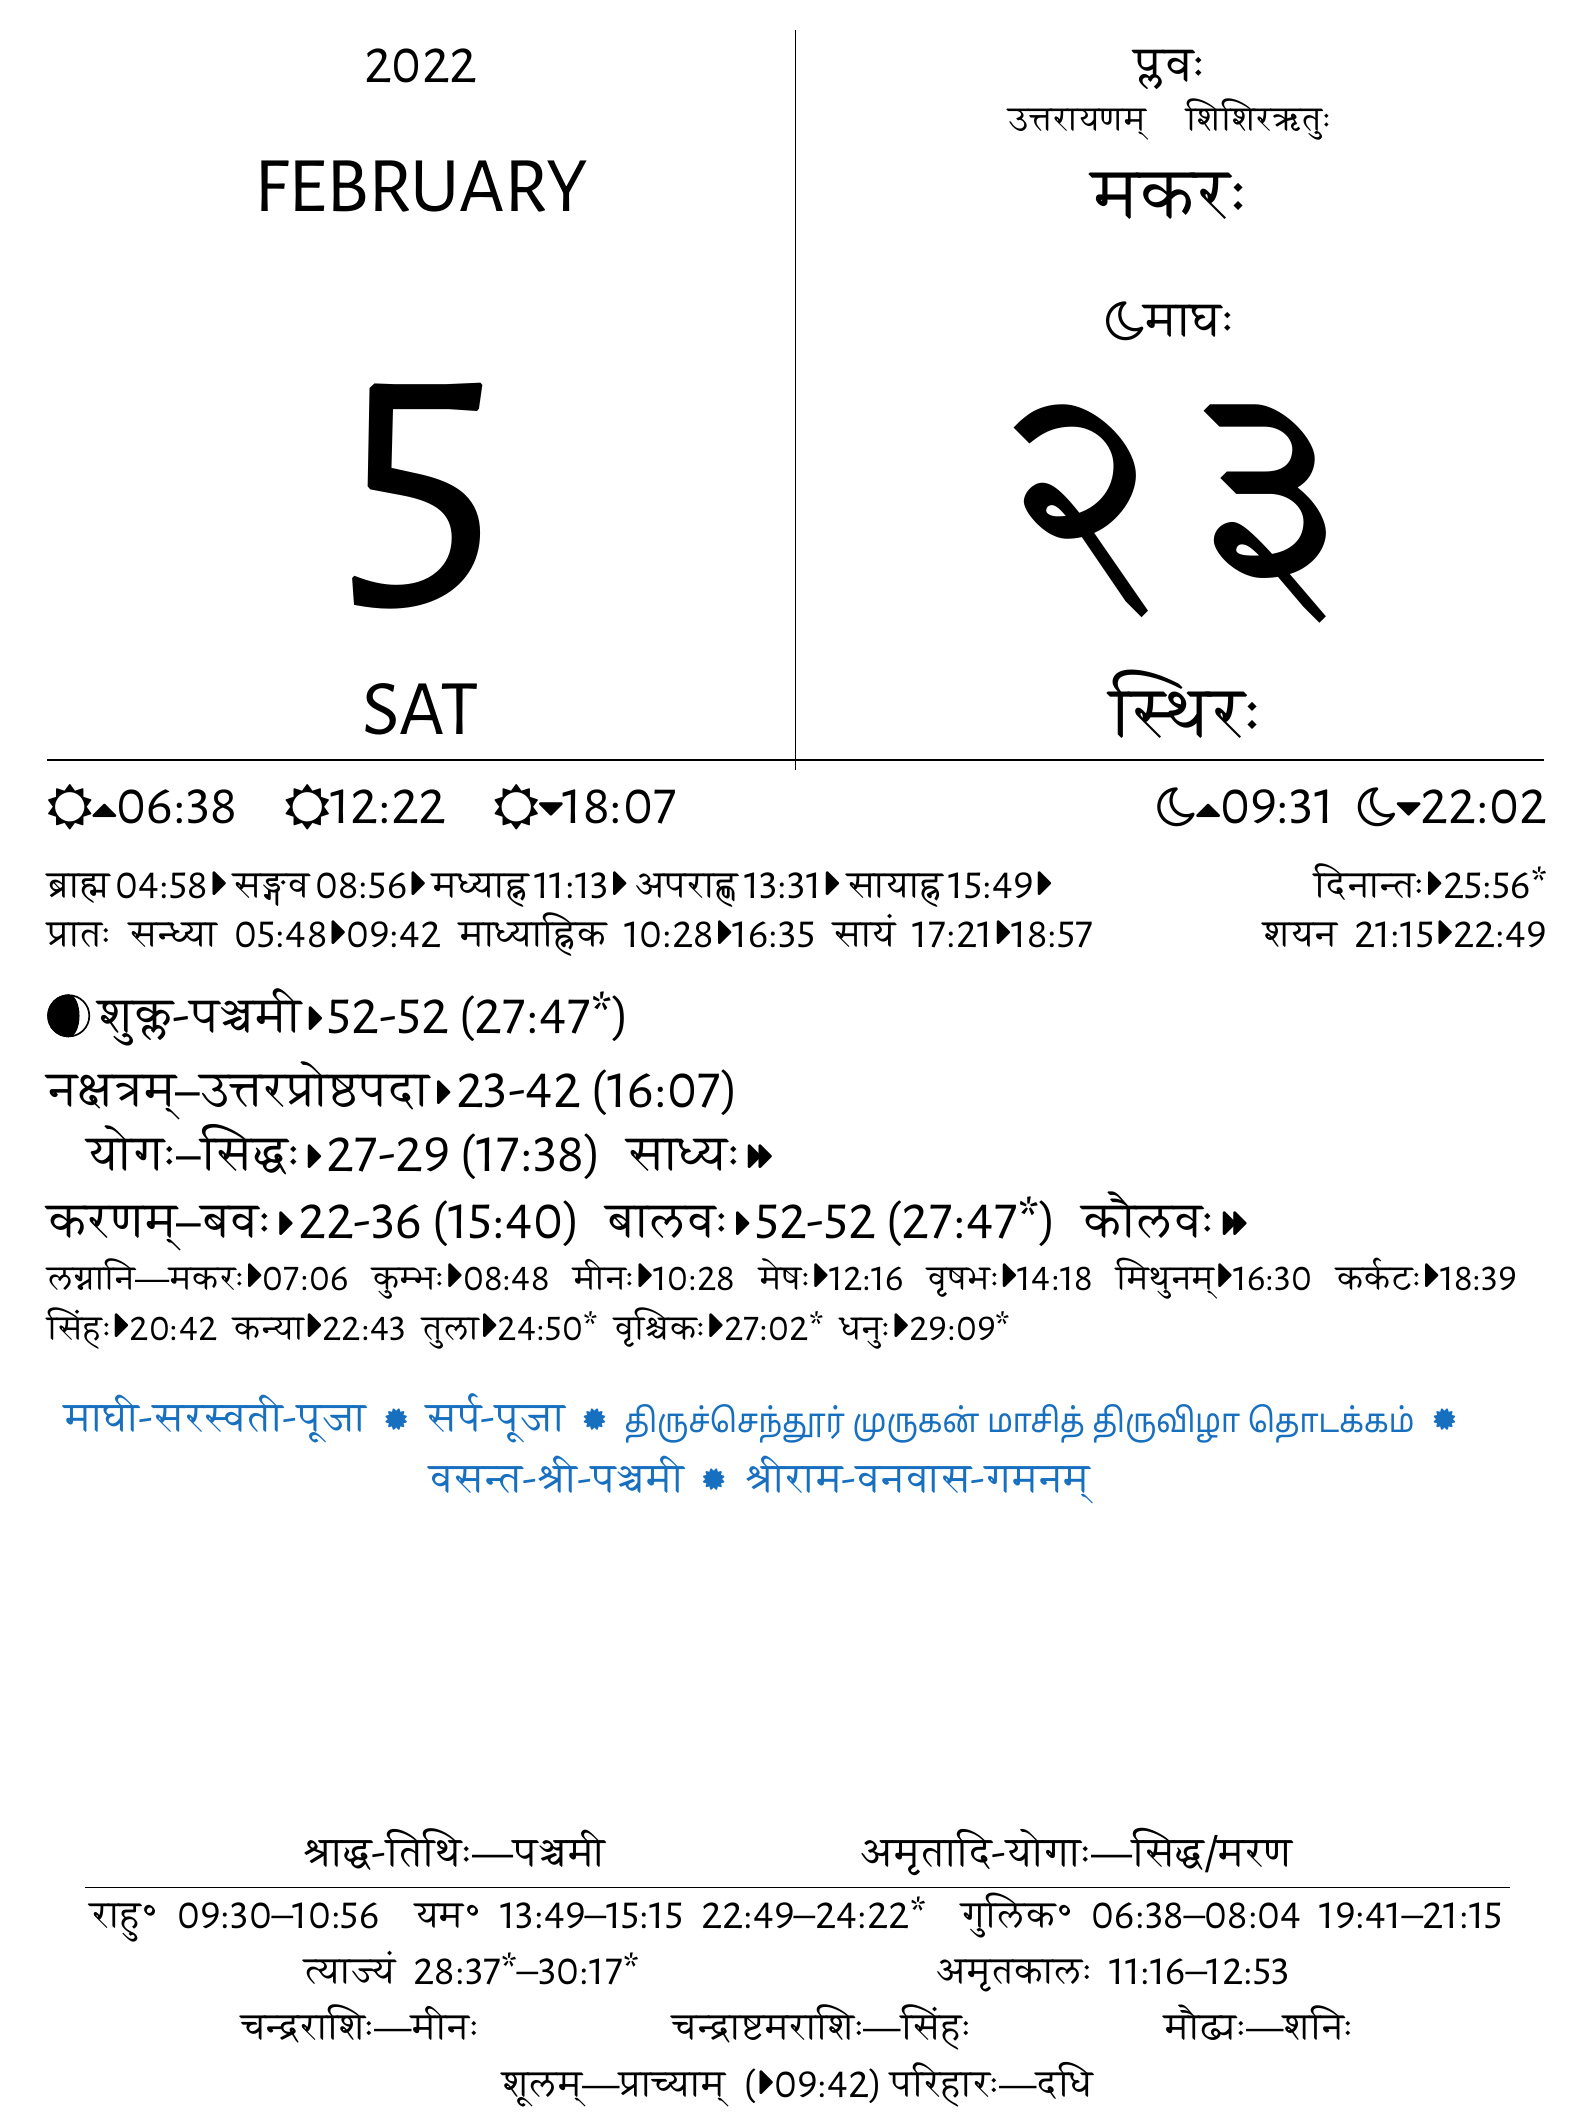 2022
FEBRUARY
5
SAT
प्लवः
उत्तरायणम् शिशिरऋतुः
मकरः
माघः
२३
स्थिरः
06:38 12:22 18:07 09:31 22:02
ब्राह्म 04:58 सङ्गव 08:56 मध्याह्न 11:13 अपराह्ण 13:31 सायाह्न 15:49 दिनान्तः 25:56*
प्रातः सन्ध्या 05:48 09:42 माध्याह्निक 10:28 16:35 सायं 17:21 18:57 शयन 21:15 22:49
शुक्ल-पञ्चमी 52-52 (27:47*)
नक्षत्रम्–उत्तरप्रोष्ठपदा 23-42 (16:07)
योगः–सिद्धः 27-29 (17:38) साध्यः
करणम्–बवः 22-36 (15:40) बालवः 52-52 (27:47*) कौलवः
लग्नानि—मकरः 07:06 कुम्भः 08:48 मीनः 10:28 मेषः 12:16 वृषभः 14:18 मिथुनम् 16:30 कर्कटः 18:39
सिंहः 20:42 कन्या 22:43 तुला 24:50* वृश्चिकः 27:02* धनुः 29:09*
माघी-सरस्वती-पूजा ✹ सर्प-पूजा ✹ திருச்செந்தூர் முருகன் மாசித் திருவிழா தொடக்கம் ✹
वसन्त-श्री-पञ्चमी ✹ श्रीराम-वनवास-गमनम्
श्राद्ध-तिथिः—पञ्चमी अमृतादि-योगाः—सिद्ध/मरण
राहु॰ 09:30–10:56 यम॰ 13:49–15:15 22:49–24:22* गुलिक॰ 06:38–08:04 19:41–21:15
त्याज्यं 28:37*–30:17* अमृतकालः 11:16–12:53
चन्द्रराशिः—मीनः चन्द्राष्टमराशिः—सिंहः मौढ्यः—शनिः
शूलम्—प्राच्याम् (09:42) परिहारः—दधि